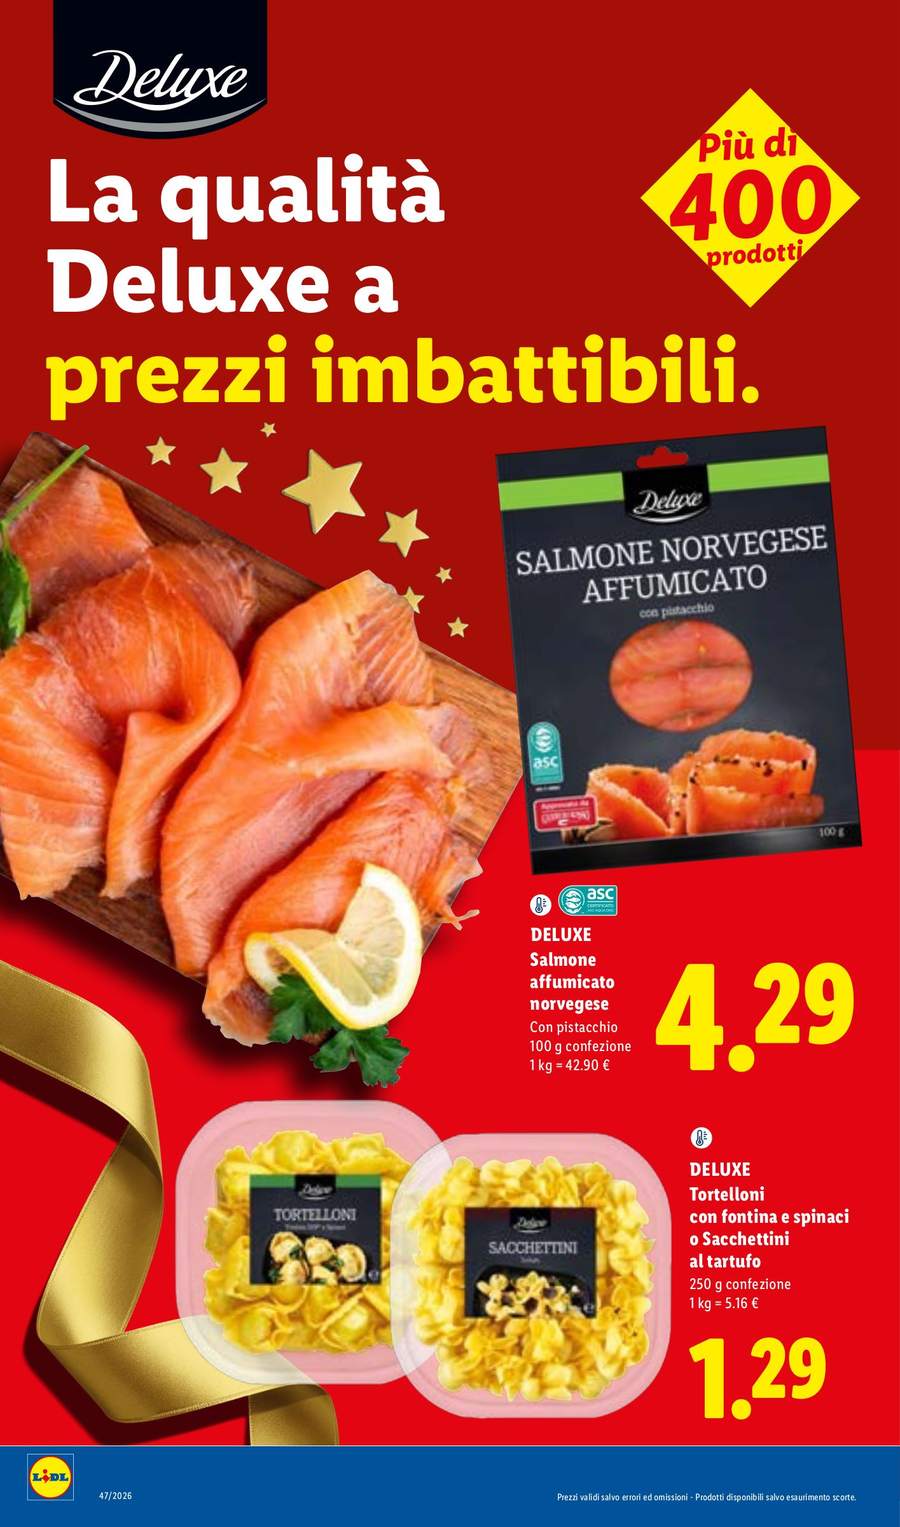 Deluxe
La qualità
Deluxe a
prezzi imbattibili.
Più di
400
prodotti
Deluxe
SALMONE NORVEGESE
AFFUMICATO
con pistacchio
asc
Approvato da
100 g
asc
CERTIFICATO
DELUXE
Salmone
affumicato
norvegese
Con pistacchio
100 g confezione
1 kg = 42.90 €
4.29
Deluxe
TORTELLONI
Deluxe
SACCHETTINI
DELUXE
Tortelloni
con fontina e spinaci
o Sacchettini
al tartufo
250 g confezione
1 kg = 5.16 €
1.29
LIDL
47/2026
Prezzi validi salvo errori ed omissioni - Prodotti disponibili salvo esaurimento scorte.